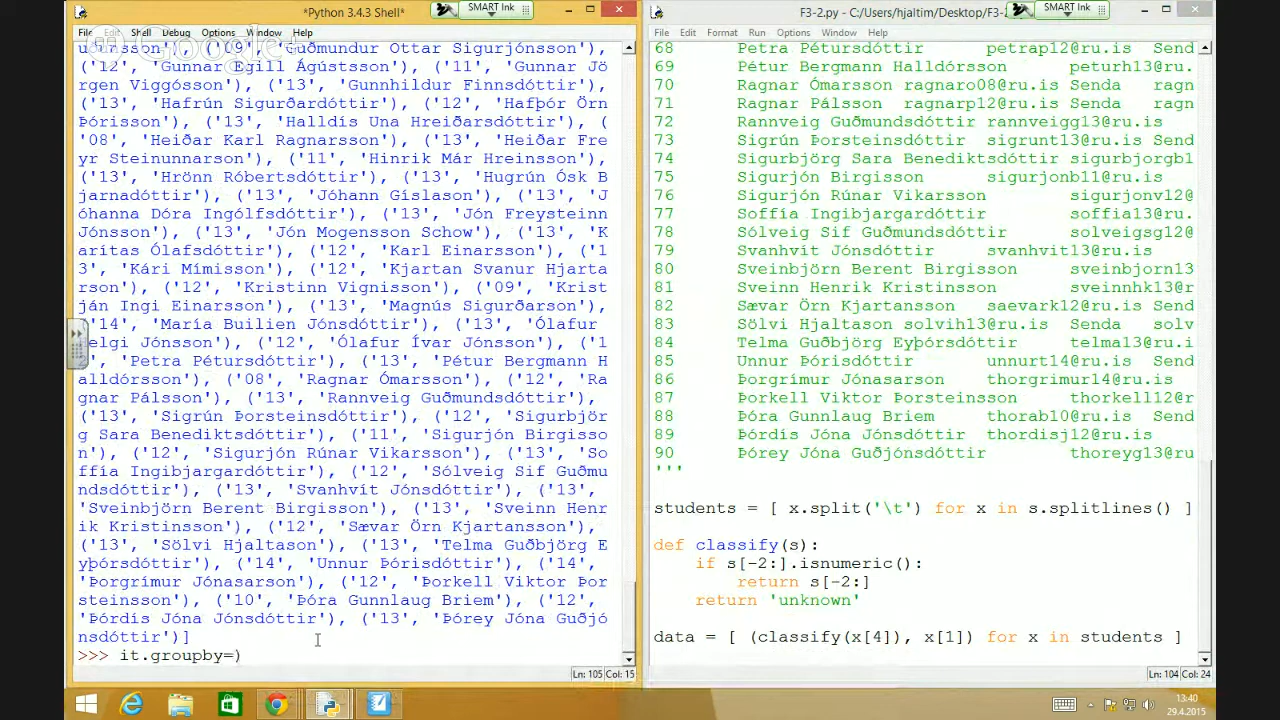 *Python 3.4.3 Shell*
SMART Ink
File Edit Shell Debug Options Window Help
Google+
urðsson'), ('09', 'Guðmundur Ottar Sigurjónsson'),
('12', 'Gunnar Egill Ágústsson'), ('11', 'Gunnar Jö
rgen Viggósson'), ('13', 'Gunnhildur Finnsdóttir'),
('13', 'Hafrún Sigurðardóttir'), ('12', 'Hafþór Örn
Þórisson'), ('13', 'Halldís Una Hreiðarsdóttir'), (
'08', 'Heiðar Karl Ragnarsson'), ('13', 'Heiðar Fre
yr Steinunnarson'), ('11', 'Hinrik Már Hreinsson'),
('13', 'Hrönn Róbertsdóttir'), ('13', 'Hugrún Ósk B
jarnadóttir'), ('13', 'Jóhann Gíslason'), ('13', 'J
óhanna Dóra Ingólfsdóttir'), ('13', 'Jón Freysteinn
Jónsson'), ('13', 'Jón Mogensson Schow'), ('13', 'K
arítas Ólafsdóttir'), ('12', 'Karl Einarsson'), ('1
3', 'Kári Mímisson'), ('12', 'Kjartan Svanur Hjarta
rson'), ('12', 'Kristinn Vignisson'), ('09', 'Krist
ján Ingi Einarsson'), ('13', 'Magnús Sigurðarson'),
'14', 'María Builien Jónsdóttir'), ('13', 'Ólafur
elgi Jónsson'), ('12', 'Ólafur Ívar Jónsson'), ('1
', 'Petra Pétursdóttir'), ('13', 'Pétur Bergmann H
alldórsson'), ('08', 'Ragnar Ómarsson'), ('12', 'Ra
gnar Pálsson'), ('13', 'Rannveig Guðmundsdóttir'),
('13', 'Sigrún Þorsteinsdóttir'), ('12', 'Sigurbjör
g Sara Benediktsdóttir'), ('11', 'Sigurjón Birgisso
n'), ('12', 'Sigurjón Rúnar Vikarsson'), ('13', 'So
ffía Ingibjargardóttir'), ('12', 'Sólveig Sif Guðmu
ndsdóttir'), ('13', 'Svanhvít Jónsdóttir'), ('13',
'Sveinbjörn Berent Birgisson'), ('13', 'Sveinn Henr
ik Kristinsson'), ('12', 'Sævar Örn Kjartansson'),
('13', 'Sölvi Hjaltason'), ('13', 'Telma Guðbjörg E
yþórsdóttir'), ('14', 'Unnur Þórisdóttir'), ('14',
'Þorgrímur Jónasarson'), ('12', 'Þorkell Viktor Þor
steinsson'), ('10', 'Þóra Gunnlaug Briem'), ('12',
'Þórdís Jóna Jónsdóttir'), ('13', 'Þórey Jóna Guðjó
nsdóttir')]
>>> it.groupby=)
Ln: 105 Col: 15
F3-2.py - C:/Users/hjaltim/Desktop/F3-2
SMART Ink
File Edit Format Run Options Window Help
68 Petra Pétursdóttir petrap12@ru.is Send
69 Pétur Bergmann Halldórsson peturh13@ru.
70 Ragnar Ómarsson ragnaro08@ru.is Senda ragn
71 Ragnar Pálsson ragnarp12@ru.is Senda ragn
72 Rannveig Guðmundsdóttir rannveigg13@ru.is
73 Sigrún Þorsteinsdóttir sigrunt13@ru.is
74 Sigurbjörg Sara Benediktsdóttir sigurbjorgb1
75 Sigurjón Birgisson sigurjonb11@ru.is
76 Sigurjón Rúnar Vikarsson sigurjonv12@
77 Soffía Ingibjargardóttir soffia13@ru.
78 Sólveig Sif Guðmundsdóttir solveigsg12@
79 Svanhvít Jónsdóttir svanhvit13@ru.is
80 Sveinbjörn Berent Birgisson sveinbjorn13
81 Sveinn Henrik Kristinsson sveinnhk13@r
82 Sævar Örn Kjartansson saevark12@ru.is Send
83 Sölvi Hjaltason solvih13@ru.is Senda solv
84 Telma Guðbjörg Eyþórsdóttir telma13@ru.i
85 Unnur Þórisdóttir unnurt14@ru.is
86 Þorgrímur Jónasarson thorgrimur14@ru.is
87 Þorkell Viktor Þorsteinsson thorkell12@r
88 Þóra Gunnlaug Briem thorab10@ru.is Send
89 Þórdís Jóna Jónsdóttir thordisj12@ru.is
90 Þórey Jóna Guðjónsdóttir thoreyg13@ru
'''
students = [ x.split('\t') for x in s.splitlines() ]
def classify(s):
if s[-2:].isnumeric():
return s[-2:]
return 'unknown'
data = [ (classify(x[4]), x[1]) for x in students ]
Ln: 104 Col: 24
13:40
29.4.2015